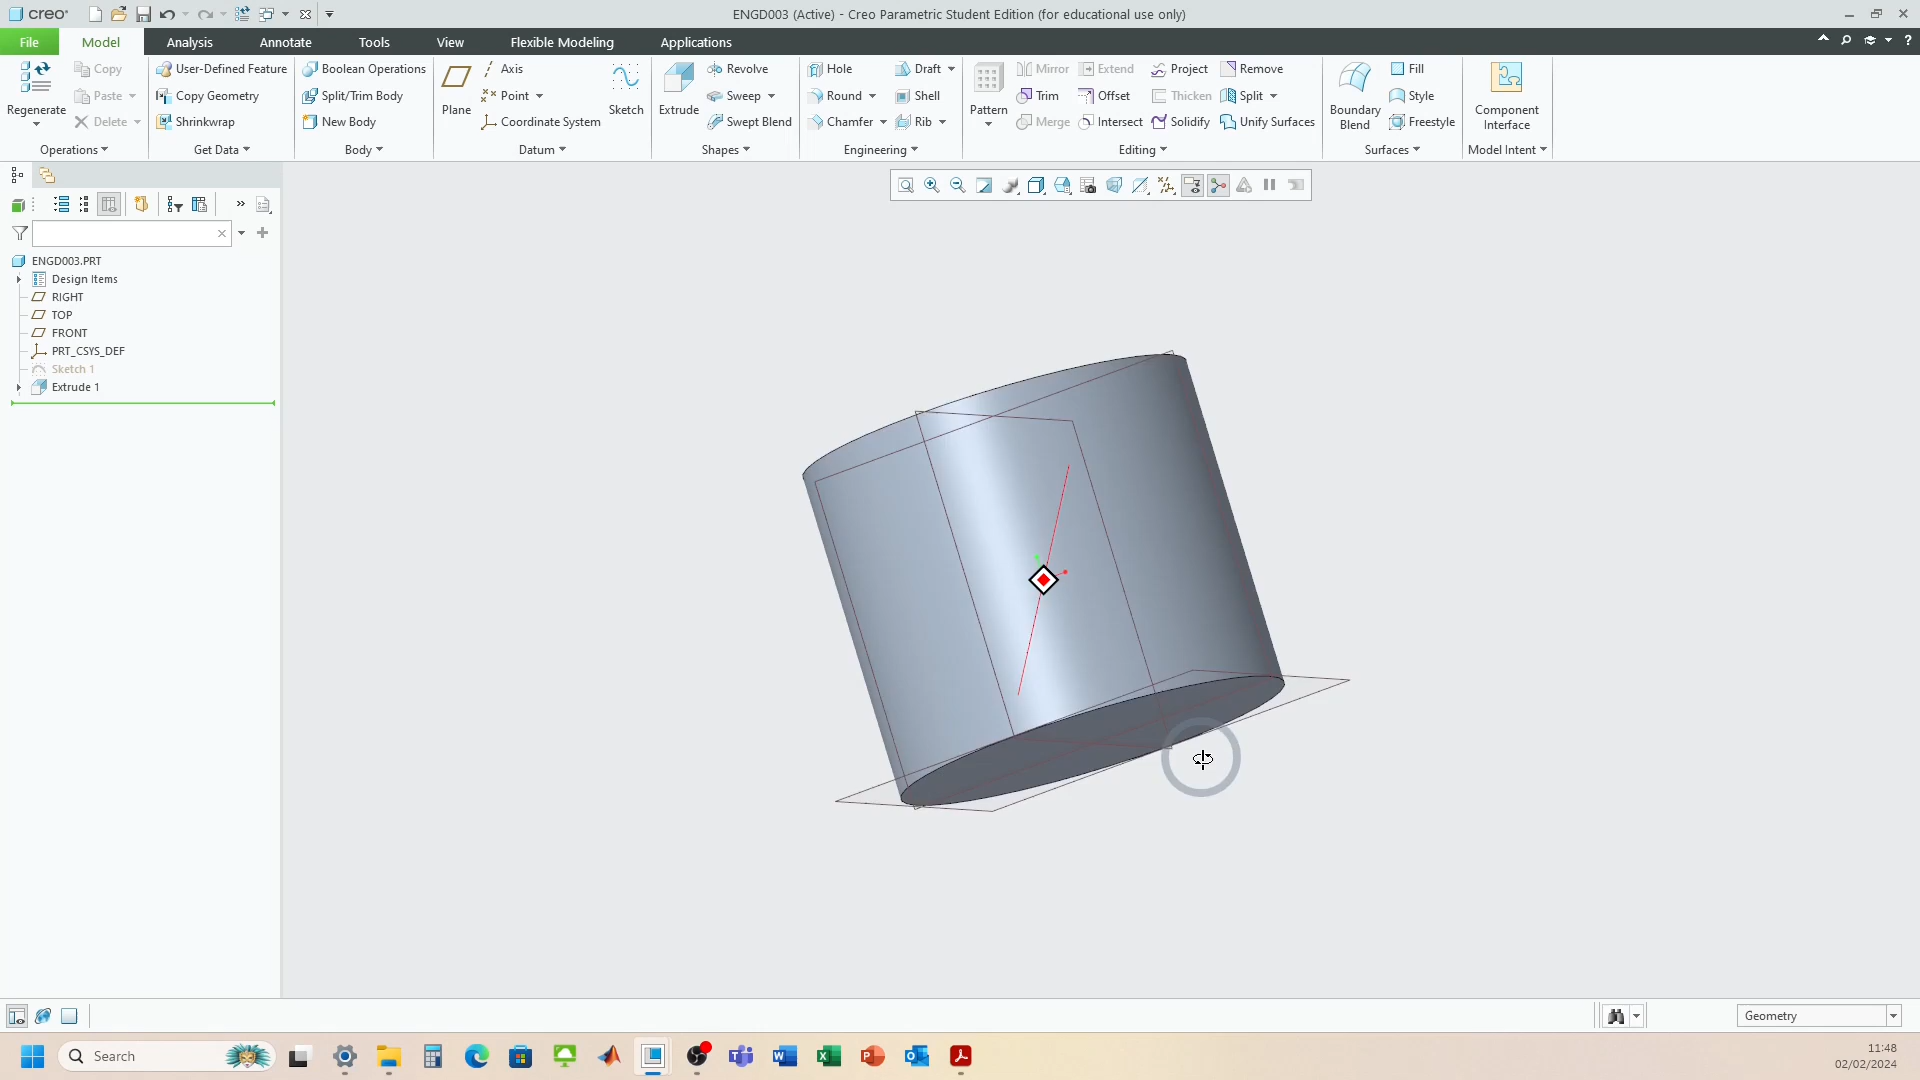 creo
ENGD003 (Active) - Creo Parametric Student Edition (for educational use only)
File Model Analysis Annotate Tools View Flexible Modeling Applications
Regenerate
Copy
Paste
Delete
Operations
User-Defined Feature
Copy Geometry
Shrinkwrap
Get Data
Boolean Operations
Split/Trim Body
New Body
Body
Plane
Axis
Point
Coordinate System
Sketch
Datum
Extrude
Revolve
Sweep
Swept Blend
Shapes
Hole
Round
Chamfer
Draft
Shell
Rib
Engineering
Pattern
Mirror
Trim
Merge
Extend
Offset
Intersect
Project
Thicken
Solidify
Remove
Split
Unify Surfaces
Editing
Boundary
Blend
Fill
Style
Freestyle
Surfaces
Component
Interface
Model Intent
ENGD003.PRT
Design Items
RIGHT
TOP
FRONT
PRT_CSYS_DEF
Sketch 1
Extrude 1
Geometry
Search
11:48
02/02/2024